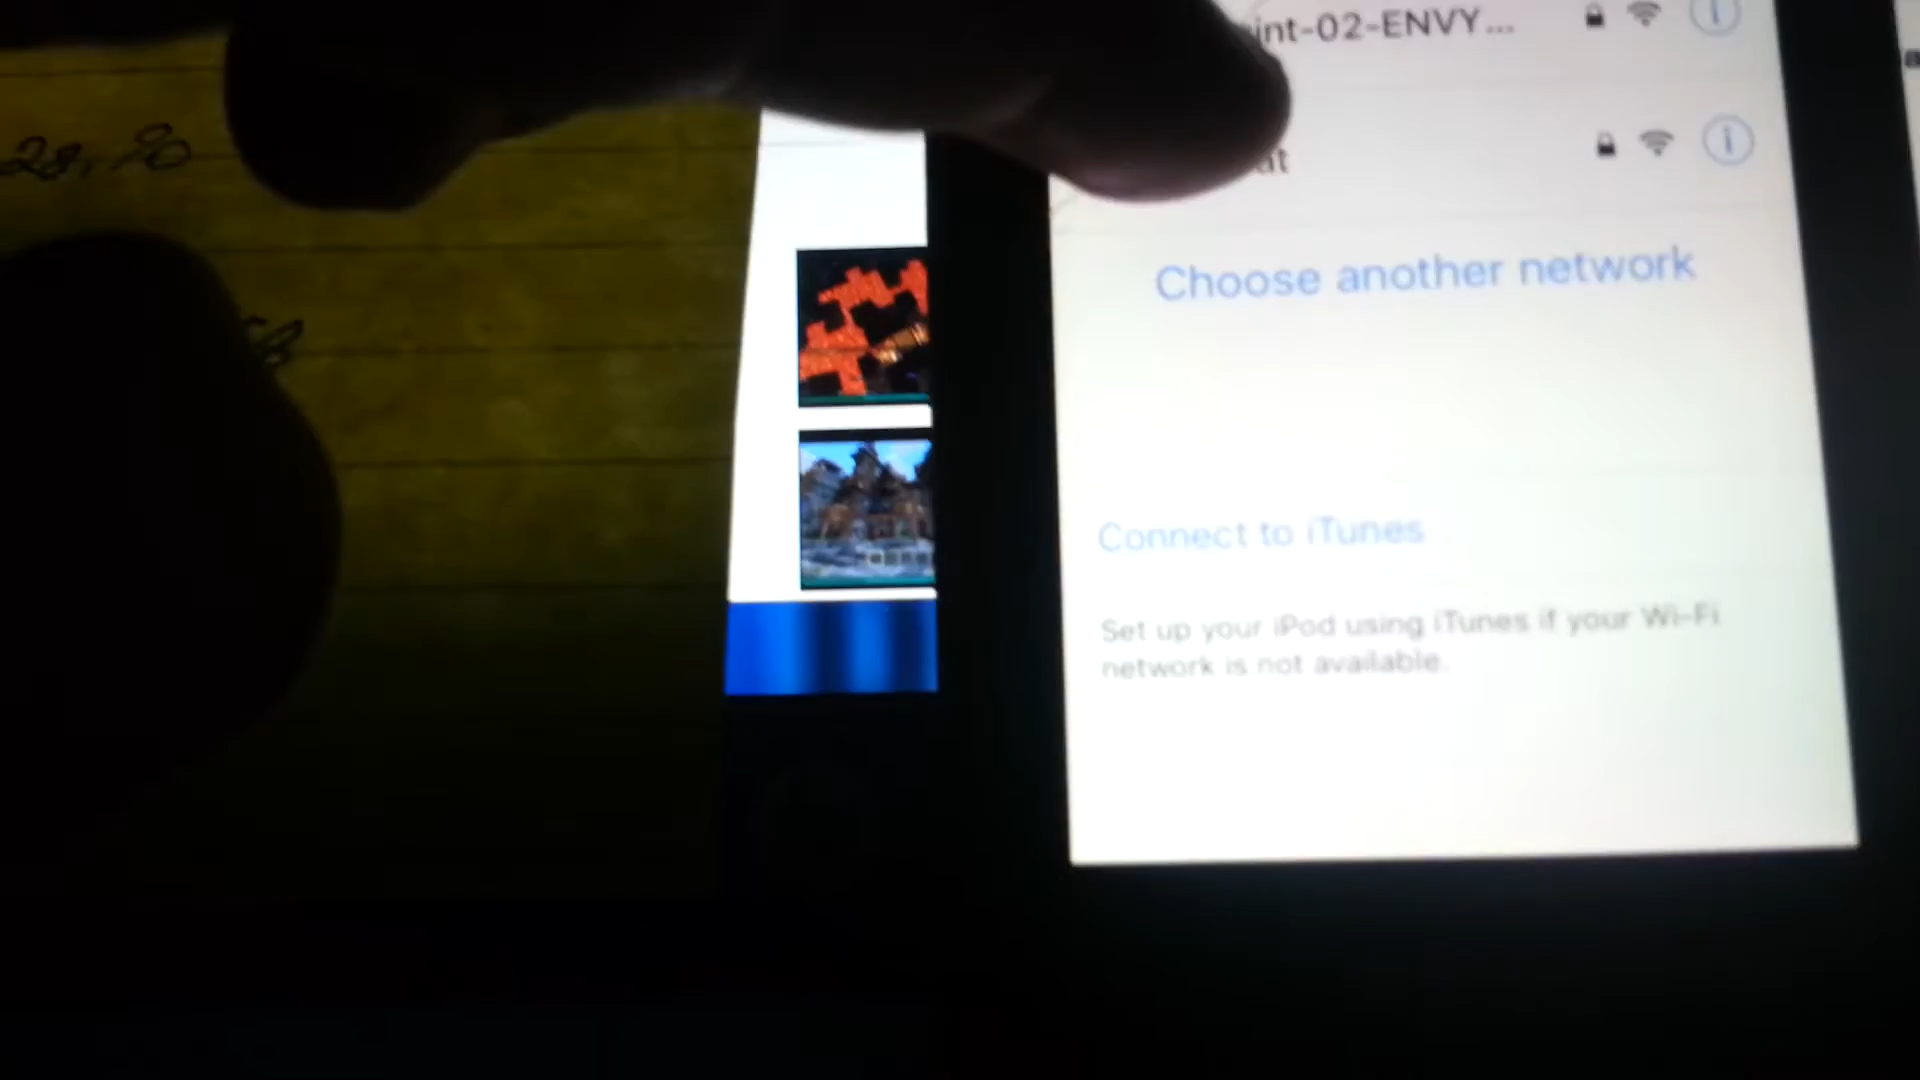 int-02-ENVY...
at
Choose another network
Connect to iTunes
Set up your iPod using iTunes if your Wi-Fi
network is not available.